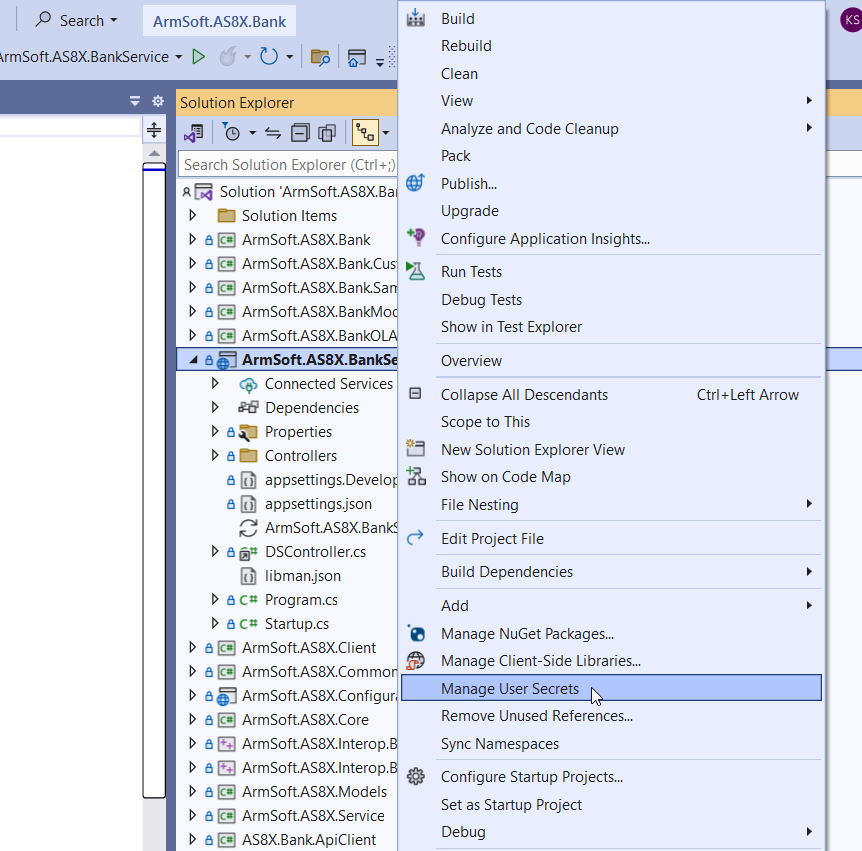 Search
ArmSoft.AS8X.Bank
KS
ArmSoft.AS8X.BankService
Solution Explorer
Search Solution Explorer (Ctrl+;)
Solution 'ArmSoft.AS8X.Ba
Solution Items
ArmSoft.AS8X.Bank
ArmSoft.AS8X.Bank.Cus
ArmSoft.AS8X.Bank.Sam
ArmSoft.AS8X.BankMo
ArmSoft.AS8X.BankOLA
ArmSoft.AS8X.BankSe
Connected Services
Dependencies
Properties
Controllers
appsettings.Develop
appsettings.json
ArmSoft.AS8X.BankS
DSController.cs
libman.json
C# Program.cs
C# Startup.cs
ArmSoft.AS8X.Client
ArmSoft.AS8X.Common
ArmSoft.AS8X.Configura
ArmSoft.AS8X.Core
ArmSoft.AS8X.Interop.B
ArmSoft.AS8X.Interop.B
ArmSoft.AS8X.Models
ArmSoft.AS8X.Service
AS8X.Bank.ApiClient
Build
Rebuild
Clean
View
Analyze and Code Cleanup
Pack
Publish...
Upgrade
Configure Application Insights...
Run Tests
Debug Tests
Show in Test Explorer
Overview
Collapse All Descendants Ctrl+Left Arrow
Scope to This
New Solution Explorer View
Show on Code Map
File Nesting
Edit Project File
Build Dependencies
Add
Manage NuGet Packages...
Manage Client-Side Libraries...
Manage User Secrets
Remove Unused References...
Sync Namespaces
Configure Startup Projects...
Set as Startup Project
Debug